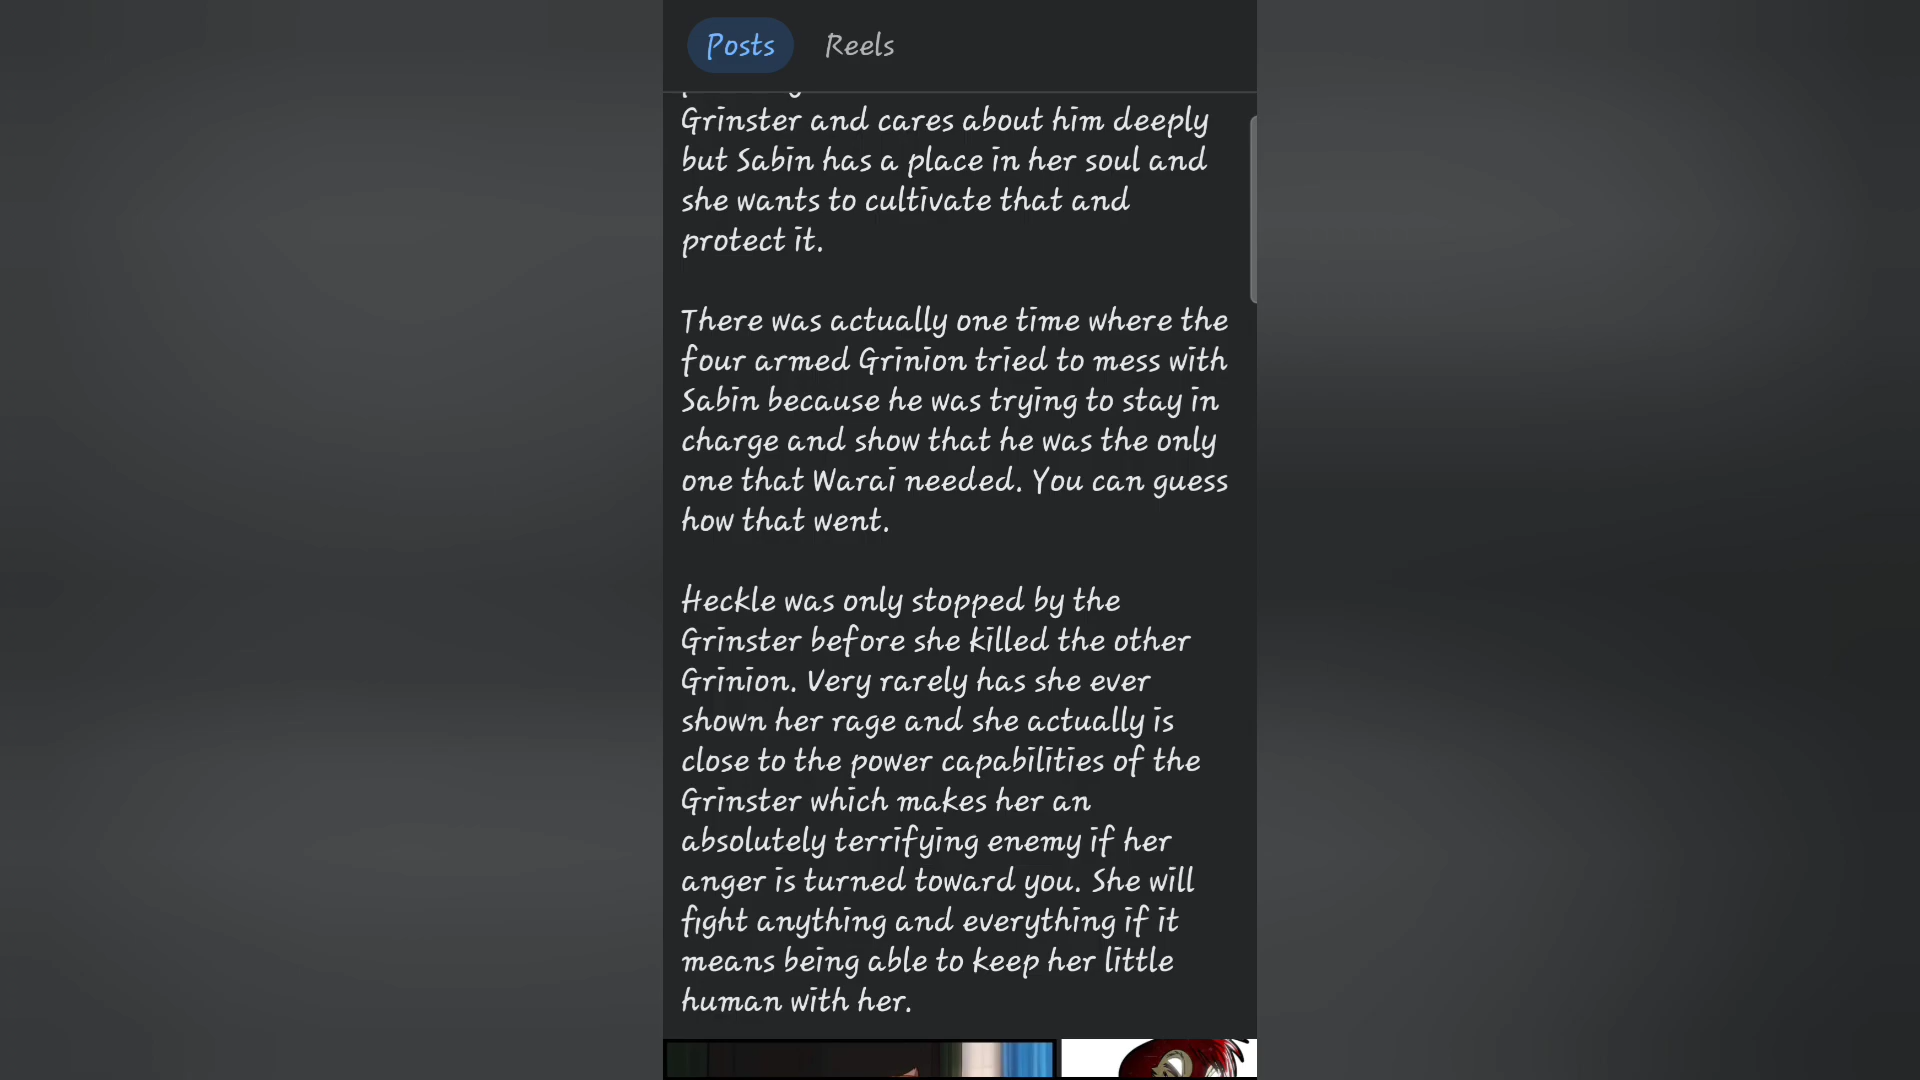 Posts Reels
Grinster and cares about him deeply
but Sabin has a place in her soul and
she wants to cultivate that and
protect it.
There was actually one time where the
four armed Grinion tried to mess with
Sabin because he was trying to stay in
charge and show that he was the only
one that Warai needed. You can guess
how that went.
Heckle was only stopped by the
Grinster before she killed the other
Grinion. Very rarely has she ever
shown her rage and she actually is
close to the power capabilities of the
Grinster which makes her an
absolutely terrifying enemy if her
anger is turned toward you. She will
fight anything and everything if it
means being able to keep her little
human with her.